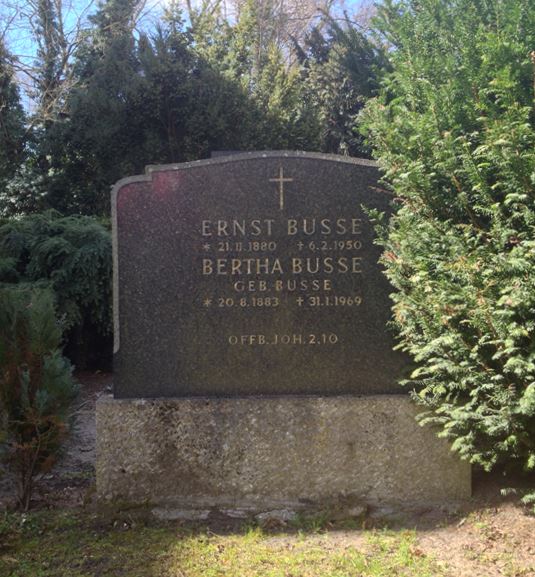 ERNST BUSSE
* 21.11.1880 † 6.2.1950
BERTHA BUSSE
GEB. BUSSE
* 20.8.1883 † 31.1.1969
OFFB. JOH. 2,10